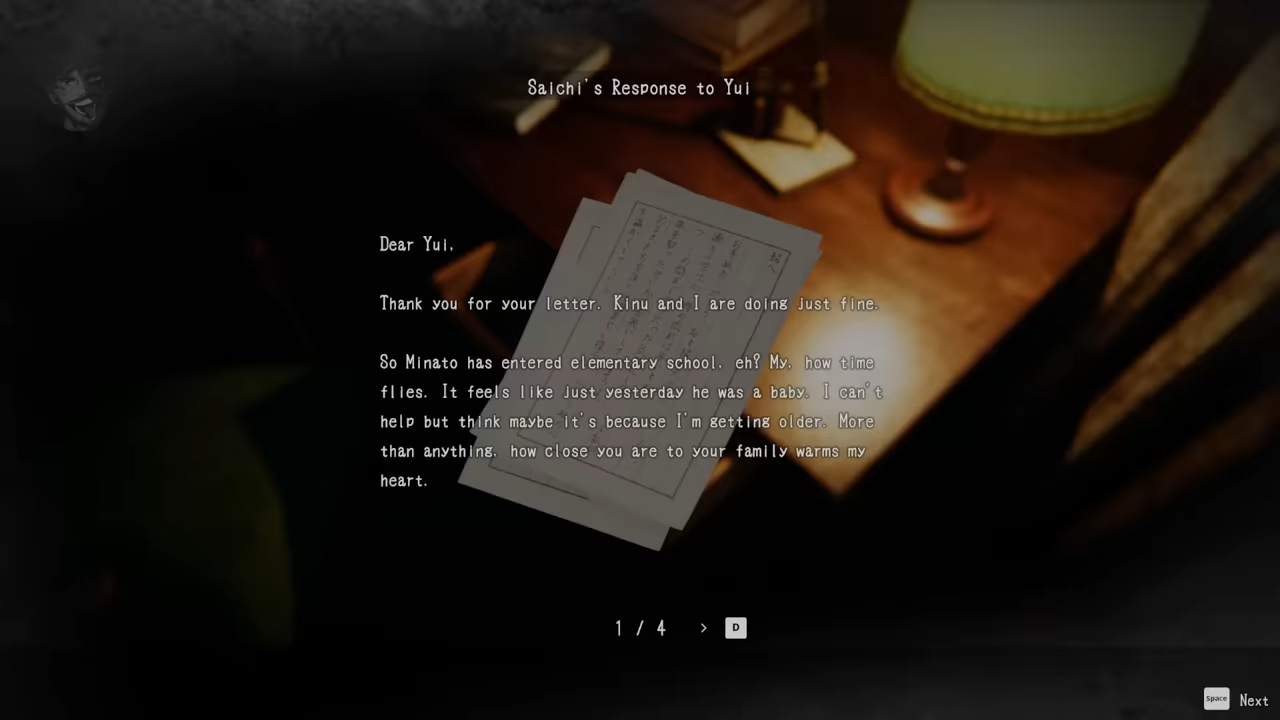 Saichi's Response to Yui
Dear Yui,
Thank you for your letter. Kinu and I are doing just fine.
So Minato has entered elementary school, eh? My, how time
flies. It feels like just yesterday he was a baby. I can't
help but think maybe it's because I'm getting older. More
than anything, how close you are to your family warms my
heart.
1 / 4 > D
Space Next